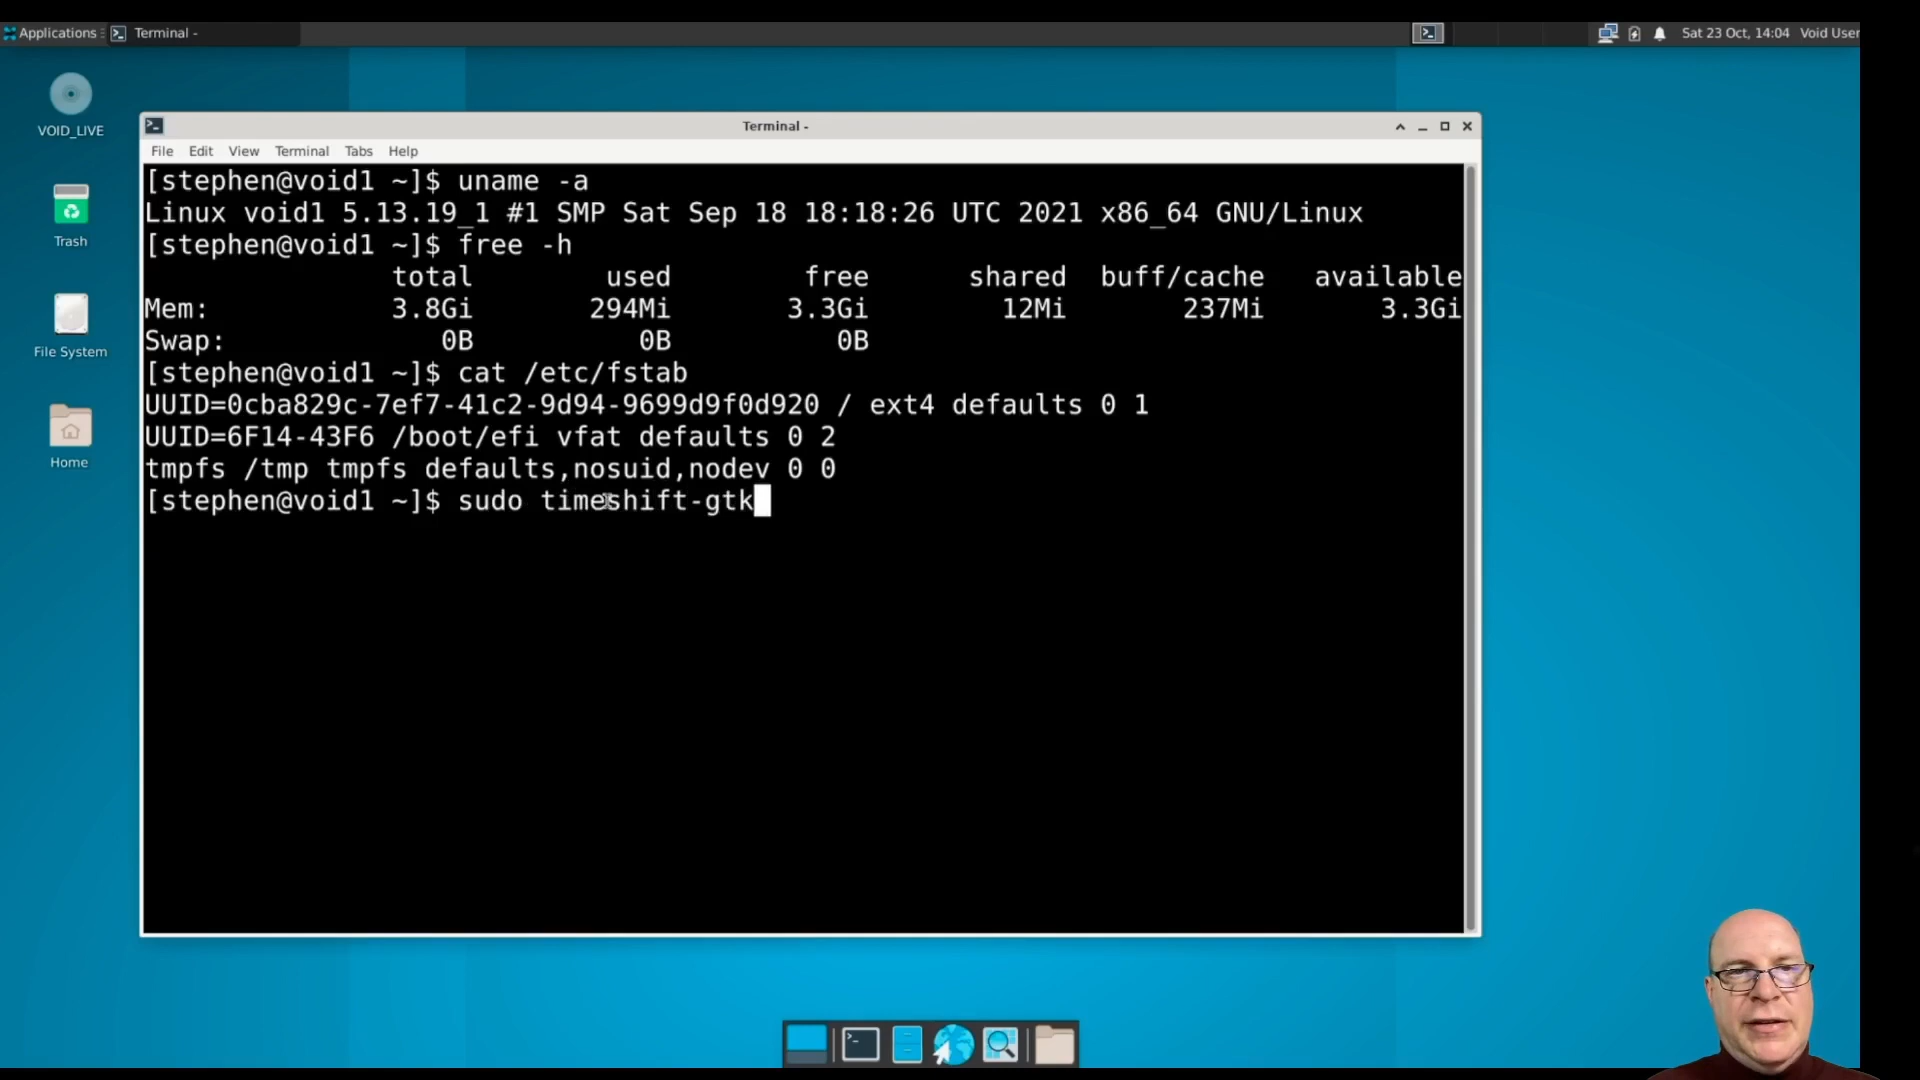 Applications
Terminal -
Sat 23 Oct, 14:04
Void User
VOID_LIVE
Trash
File System
Home
Terminal -
File Edit View Terminal Tabs Help
[stephen@void1 ~]$ uname -a
Linux void1 5.13.19_1 #1 SMP Sat Sep 18 18:18:26 UTC 2021 x86_64 GNU/Linux
[stephen@void1 ~]$ free -h
total used free shared buff/cache available
Mem: 3.8Gi 294Mi 3.3Gi 12Mi 237Mi 3.3Gi
Swap: 0B 0B 0B
[stephen@void1 ~]$ cat /etc/fstab
UUID=0cba829c-7ef7-41c2-9d94-9699d9f0d920 / ext4 defaults 0 1
UUID=6F14-43F6 /boot/efi vfat defaults 0 2
tmpfs /tmp tmpfs defaults,nosuid,nodev 0 0
[stephen@void1 ~]$ sudo timeshift-gtk